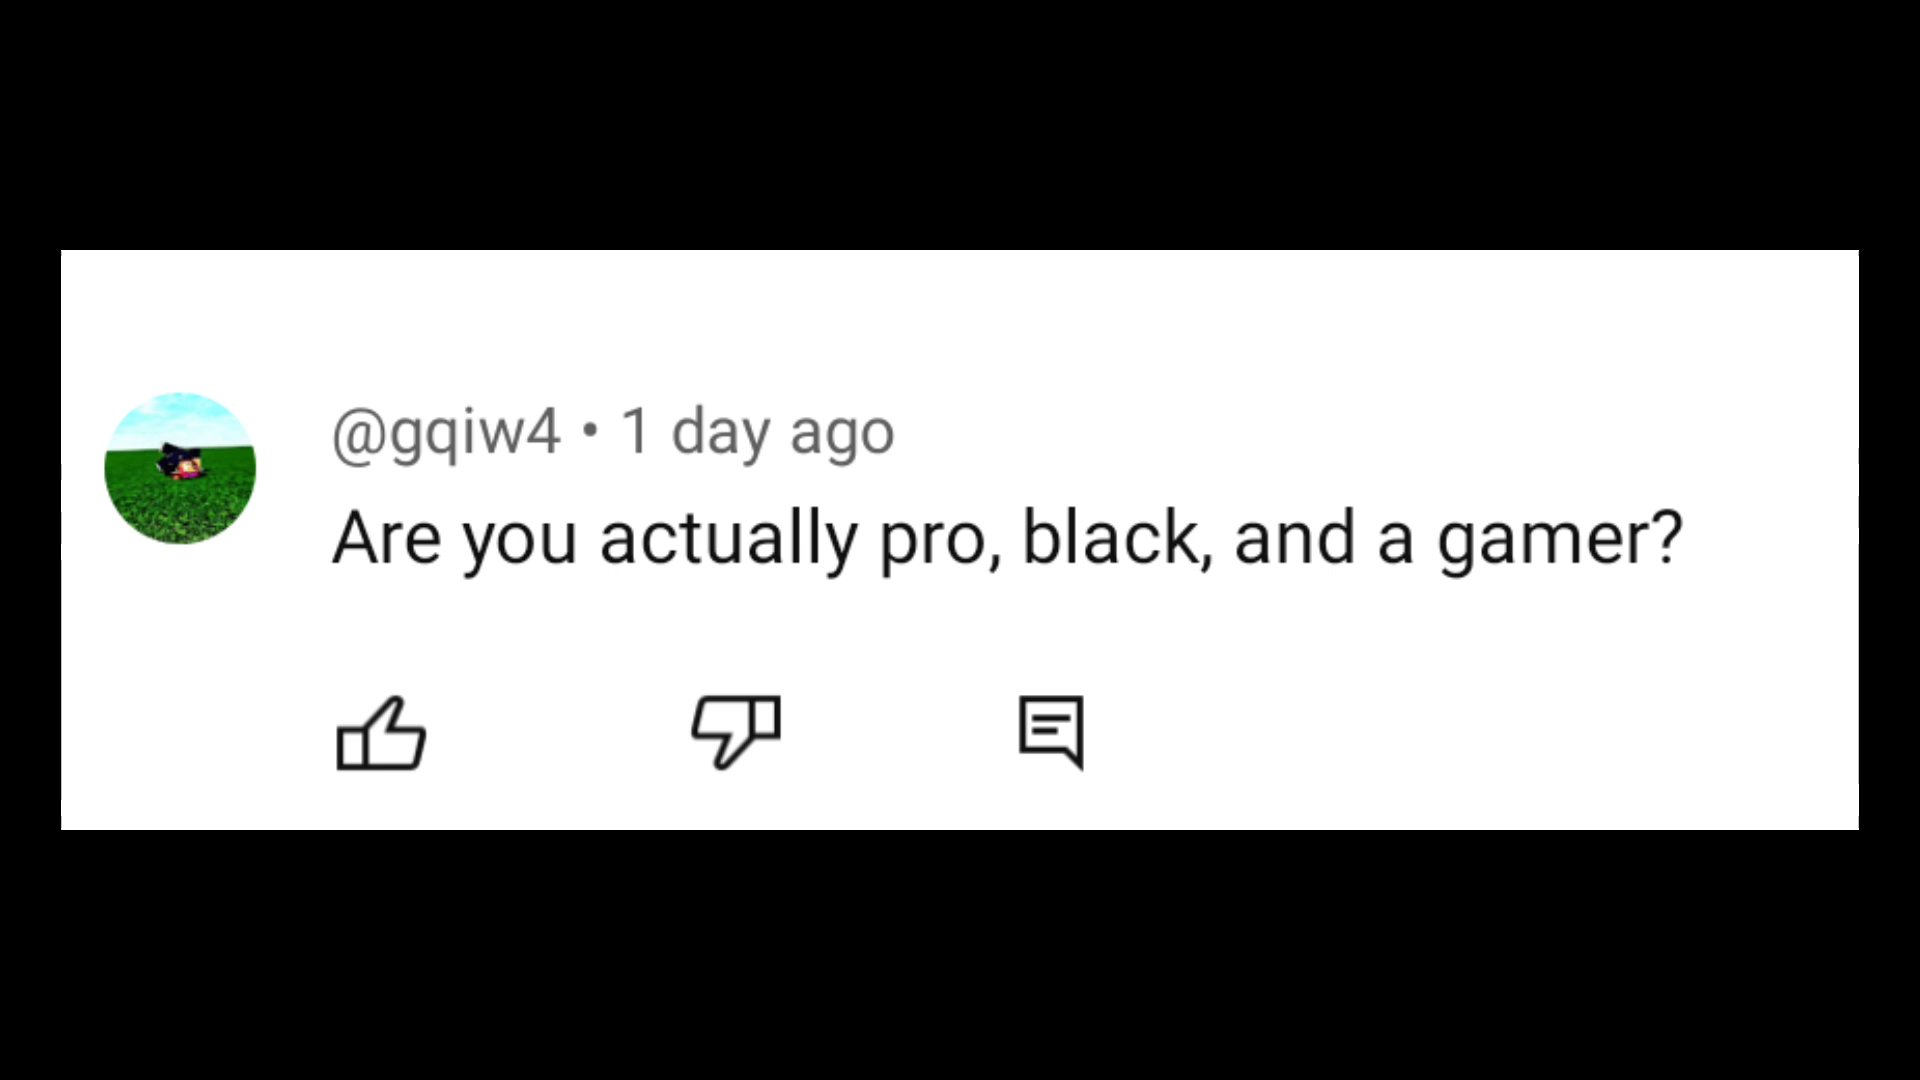 @gqiw4 • 1 day ago
Are you actually pro, black, and a gamer?